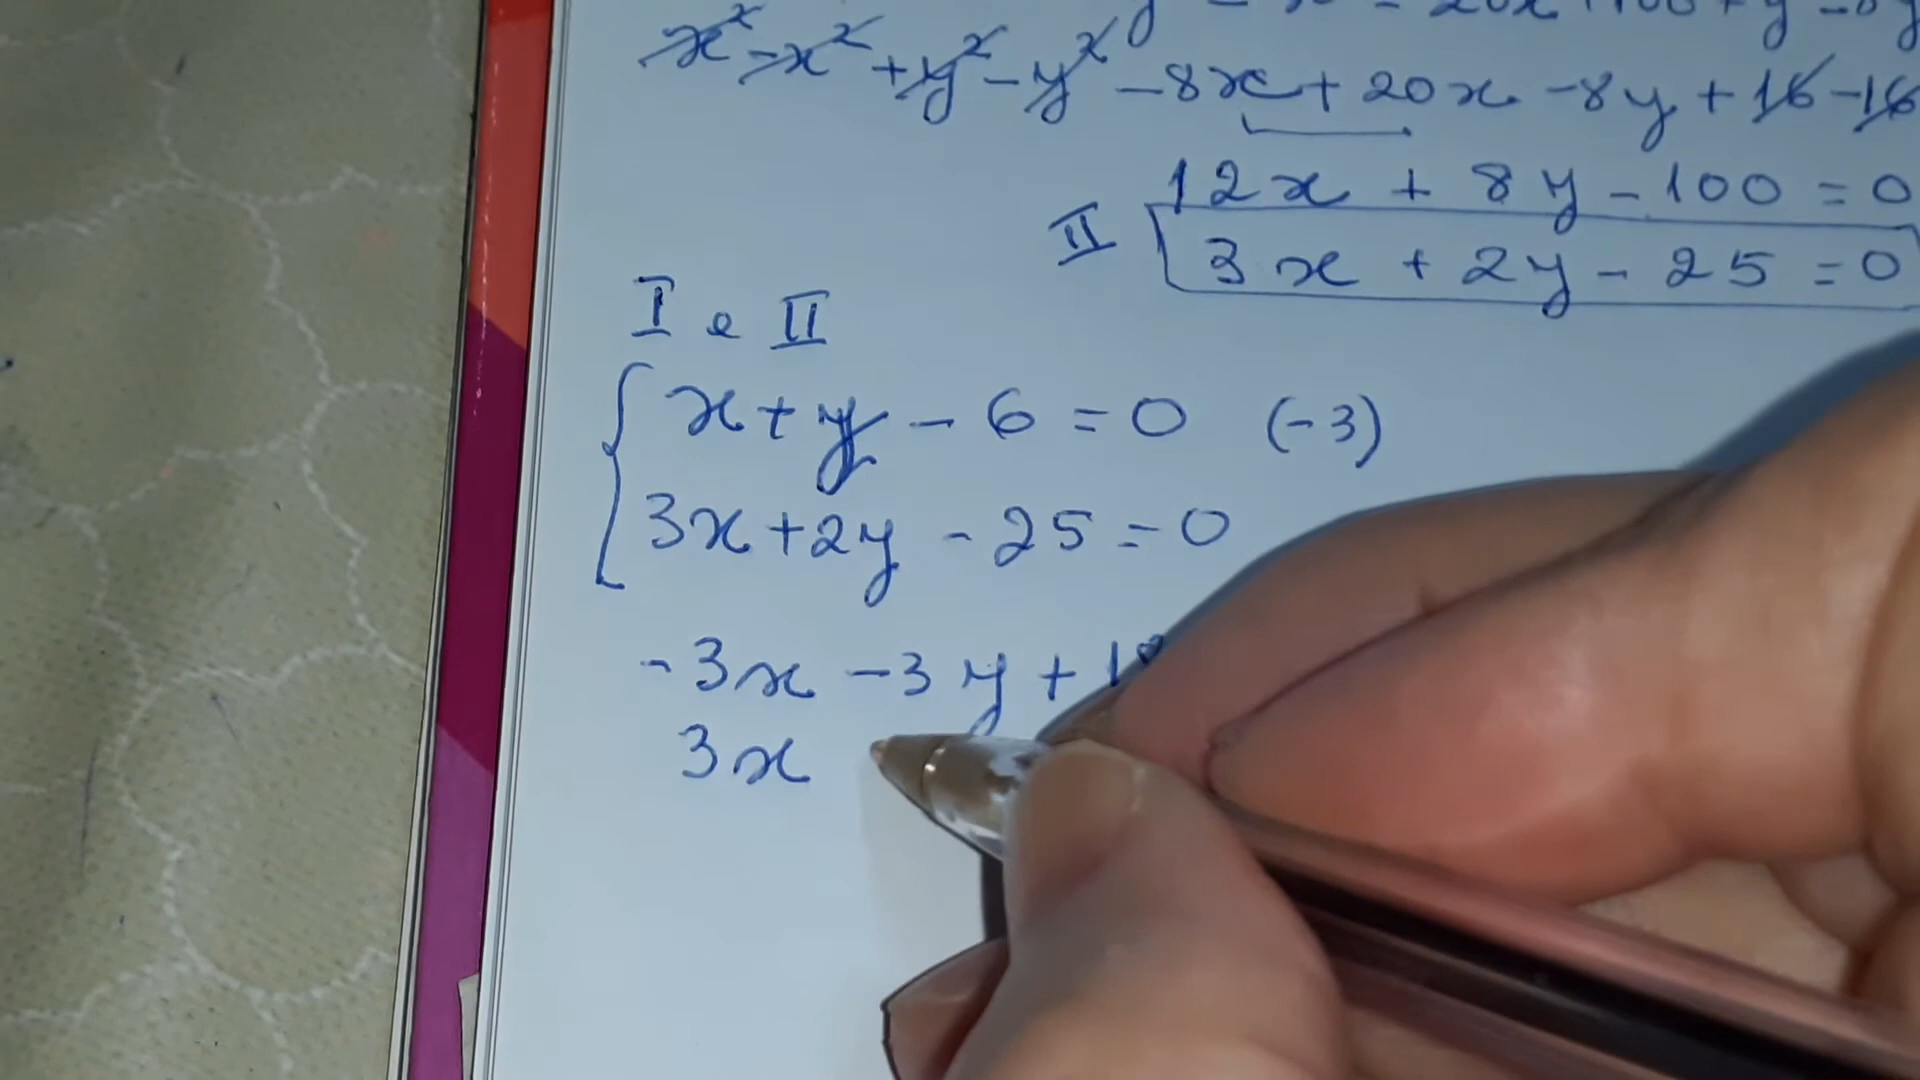 x² - x² + y² - y² - 8x + 20x - 8y + 16 - 16
12x + 8y - 100 = 0
II 3x + 2y - 25 = 0
I e II
x + y - 6 = 0 (-3)
3x + 2y - 25 = 0
-3x - 3y + 18
3x